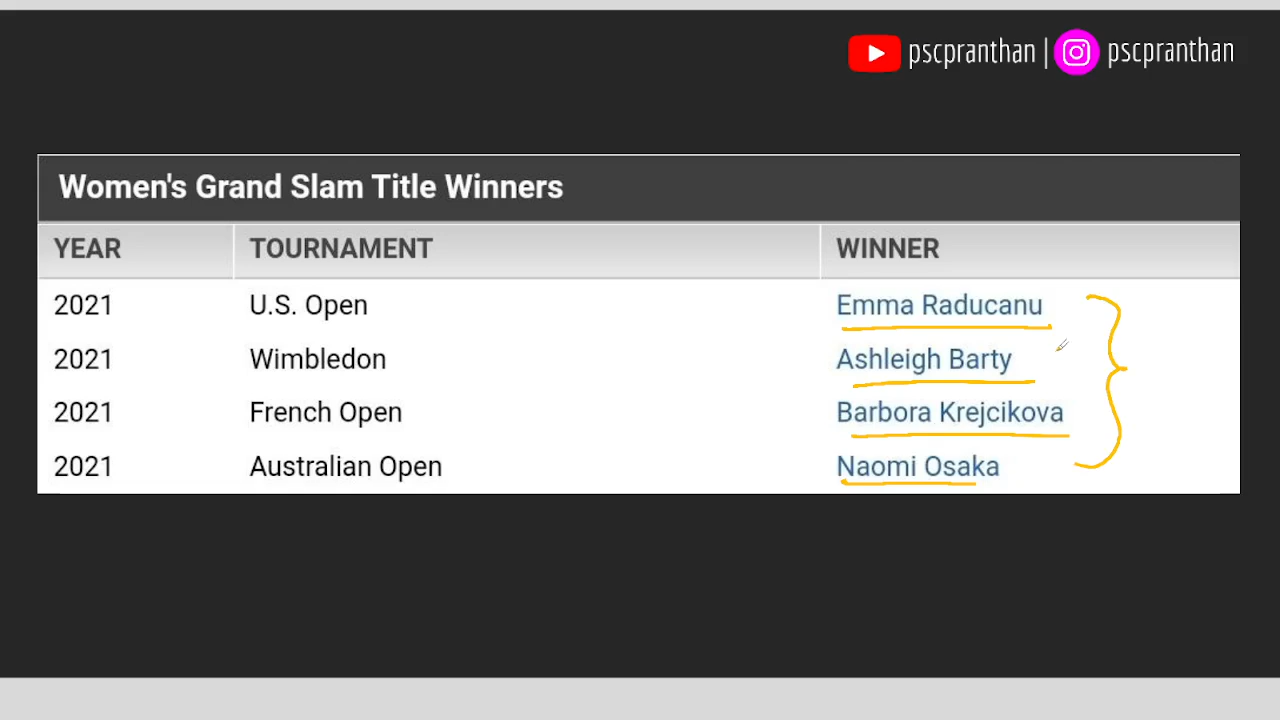 pscpranthan | pscpranthan
Women's Grand Slam Title Winners
YEAR TOURNAMENT WINNER
2021 U.S. Open Emma Raducanu
2021 Wimbledon Ashleigh Barty
2021 French Open Barbora Krejcikova
2021 Australian Open Naomi Osaka